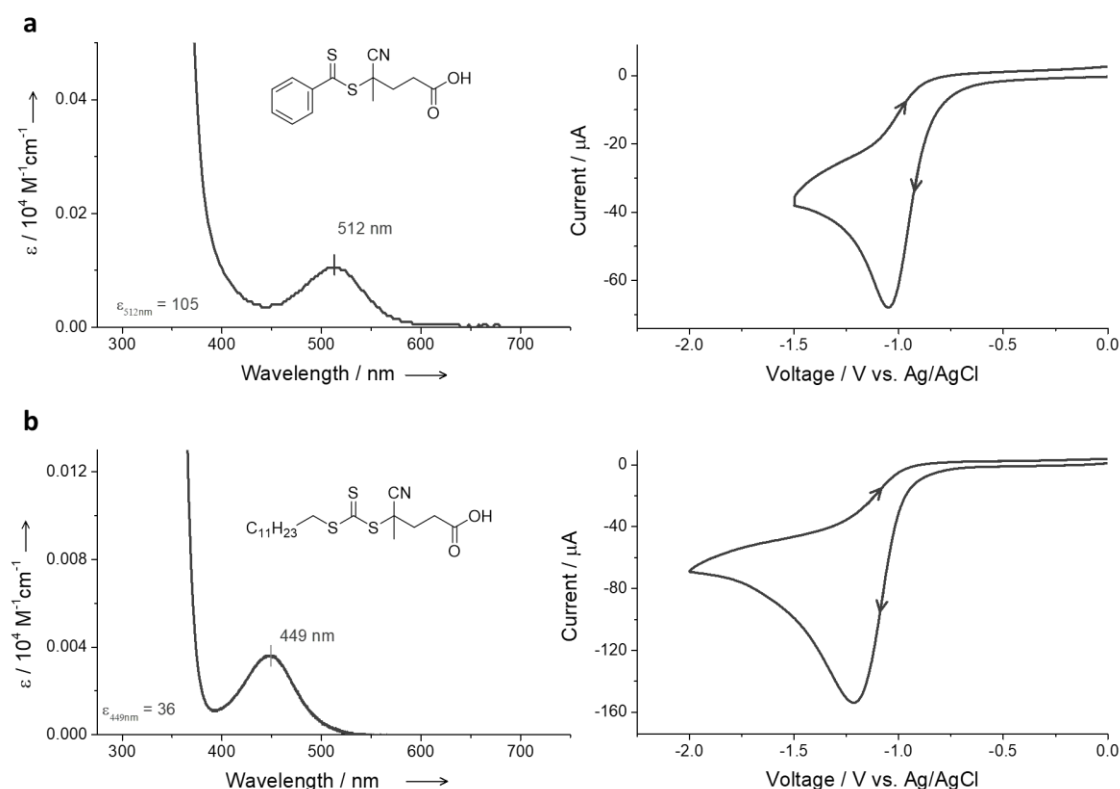 a
ε / 10⁴ M⁻¹cm⁻¹
0.04
0.02
0.00
512 nm
ε512nm = 105
S
S
CN
OH
O
300 400 500 600 700
Wavelength / nm
Current / μA
0
-20
-40
-60
-2.0 -1.5 -1.0 -0.5 0.0
Voltage / V vs. Ag/AgCl
b
ε / 10⁴ M⁻¹cm⁻¹
0.012
0.008
0.004
0.000
449 nm
ε449nm = 36
C₁₁H₂₃
S
S
S
CN
OH
O
300 400 500 600 700
Wavelength / nm
Current / μA
0
-40
-80
-120
-160
-2.0 -1.5 -1.0 -0.5 0.0
Voltage / V vs. Ag/AgCl